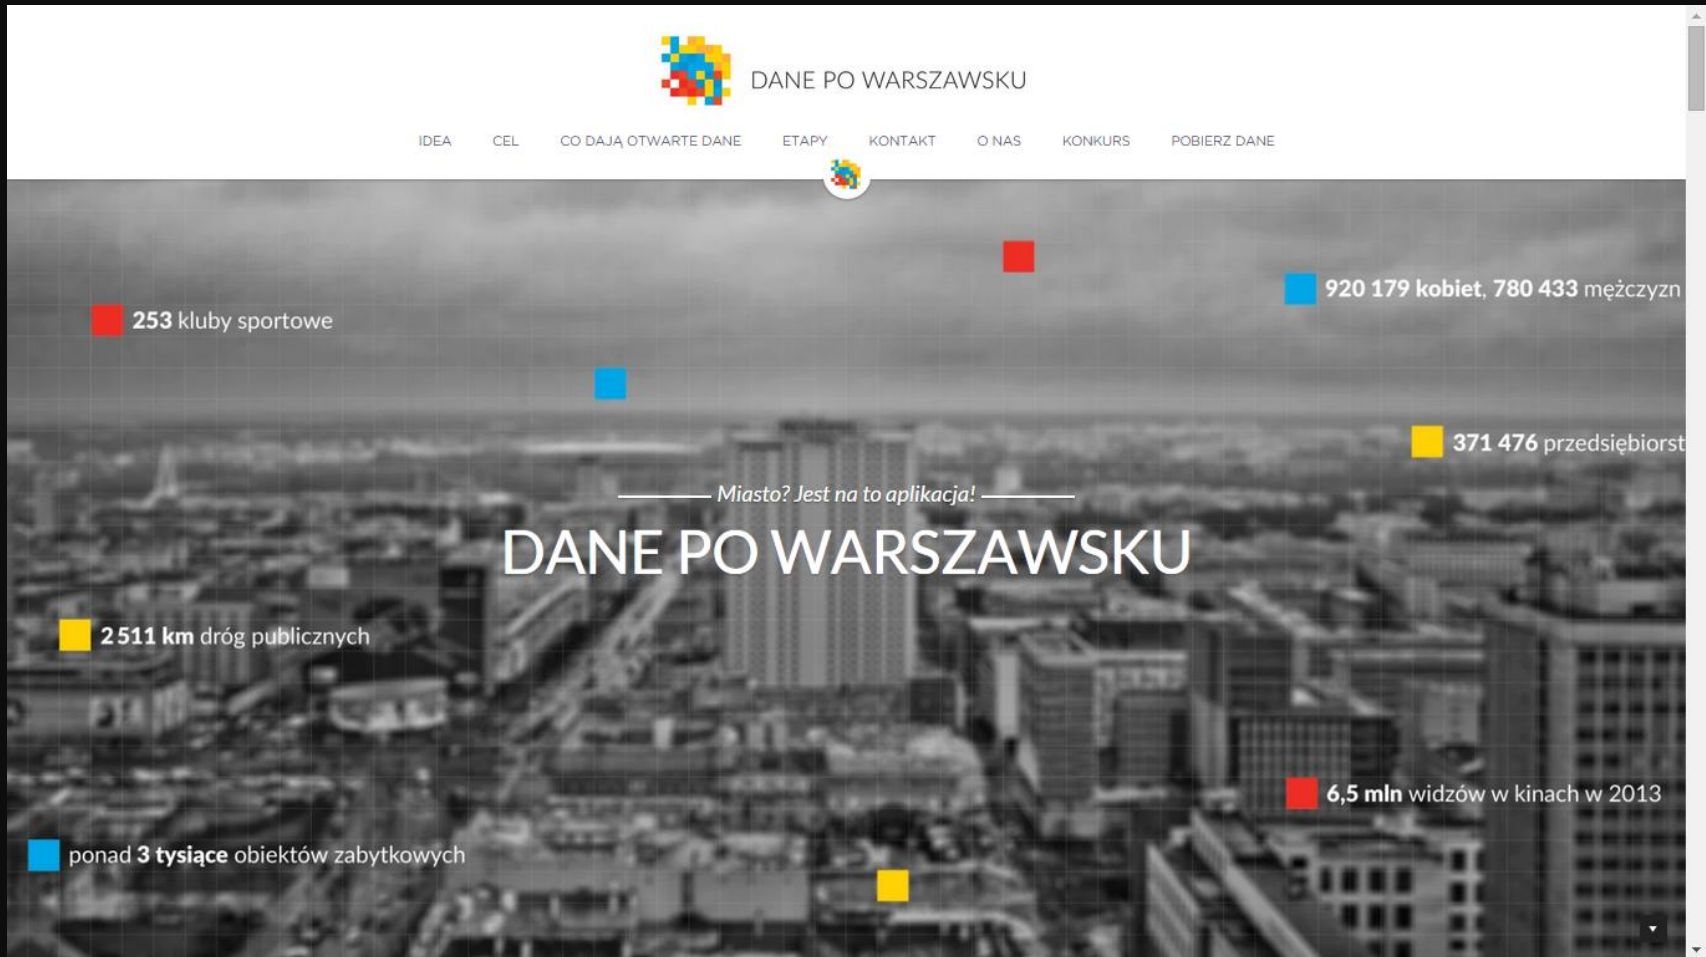 DANE PO WARSZAWSKU
IDEA CEL CO DAJĄ OTWARTE DANE ETAPY KONTAKT O NAS KONKURS POBIERZ DANE
920 179 kobiet, 780 433 mężczyzn
253 kluby sportowe
371 476 przedsiębiorst
Miasto? Jest na to aplikacja!
DANE PO WARSZAWSKU
2 511 km dróg publicznych
6,5 mln widzów w kinach w 2013
ponad 3 tysiące obiektów zabytkowych